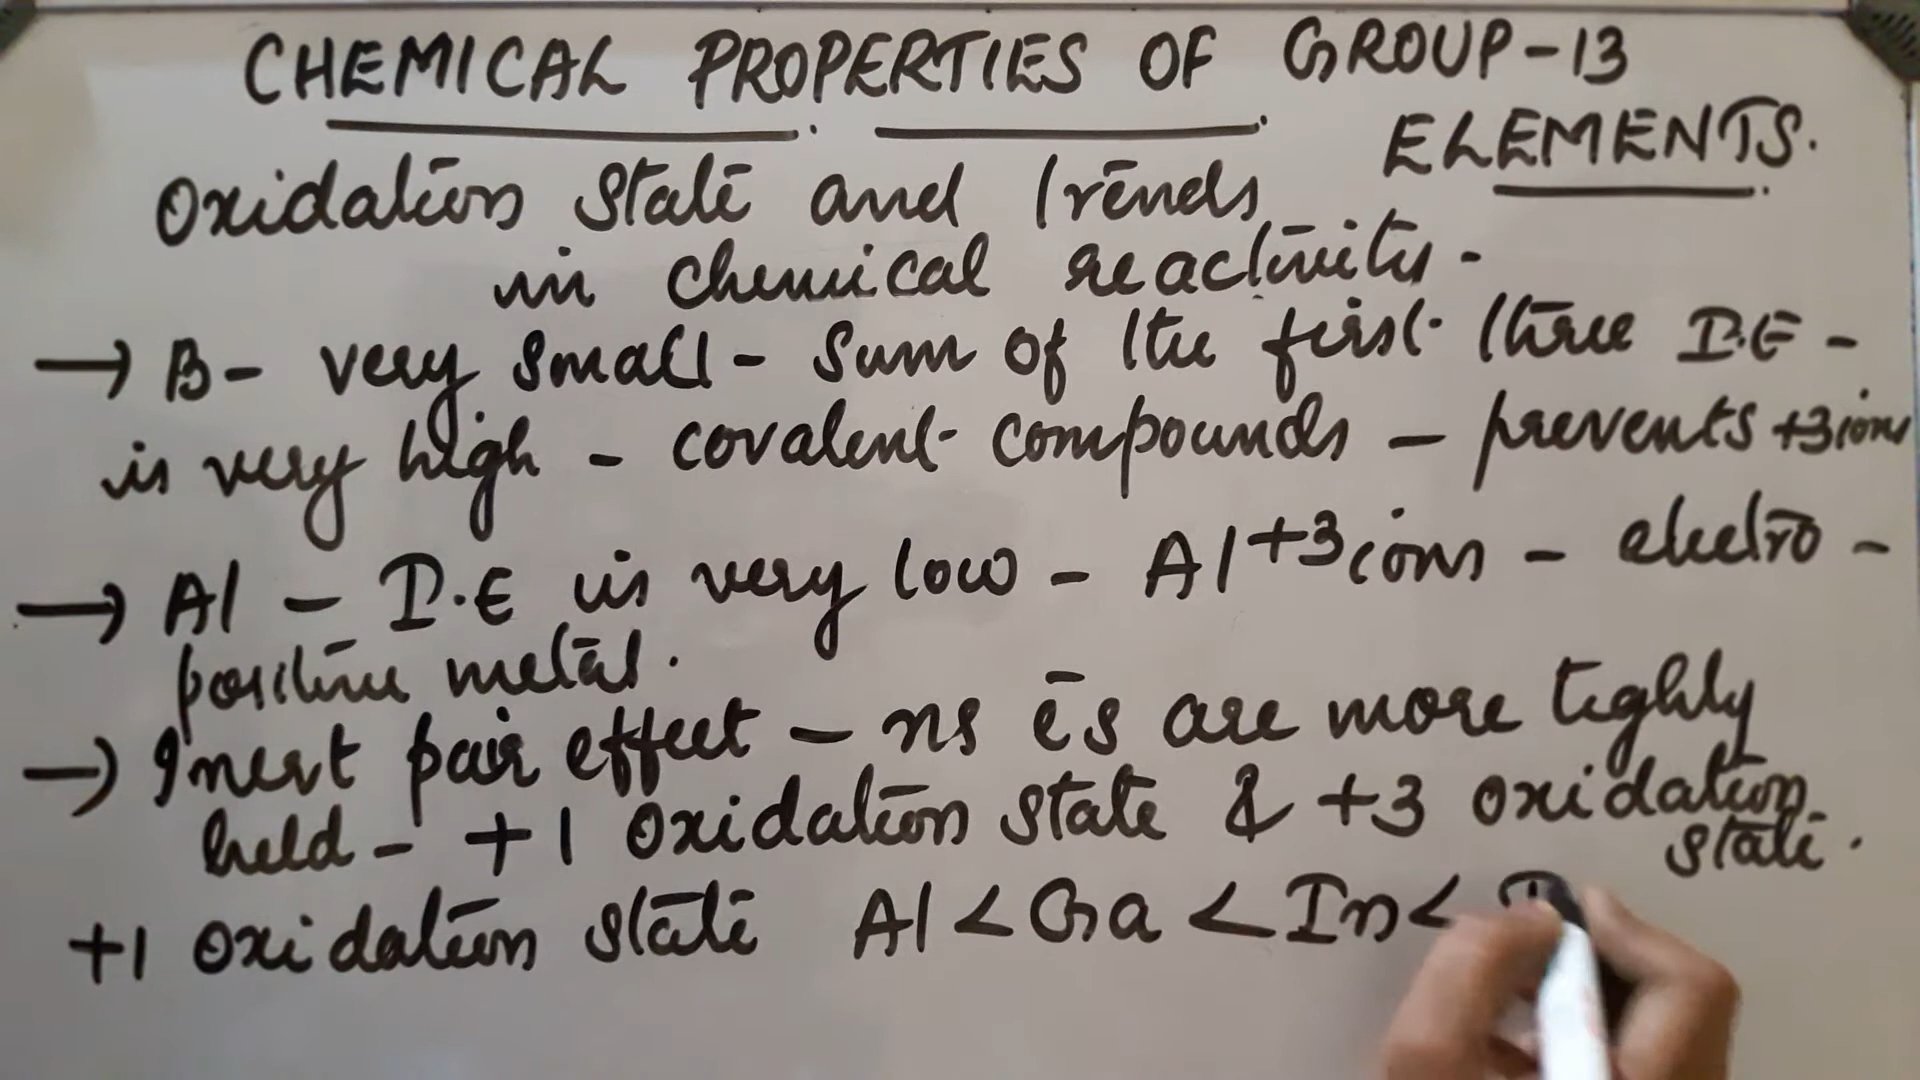 CHEMICAL PROPERTIES OF GROUP-13
ELEMENTS.
Oxidation state and trends
in chemical reactivity -
→ B - very small - sum of the first three I.E -
is very high - covalent compounds - prevents +3 ions
→ Al - I.E is very low - Al+3 ions - electro -
positive metal.
→ Inert pair effect - ns ēs are more tighly
held - +1 oxidation state & +3 oxidation
state.
+1 oxidation state Al < Ga < In <